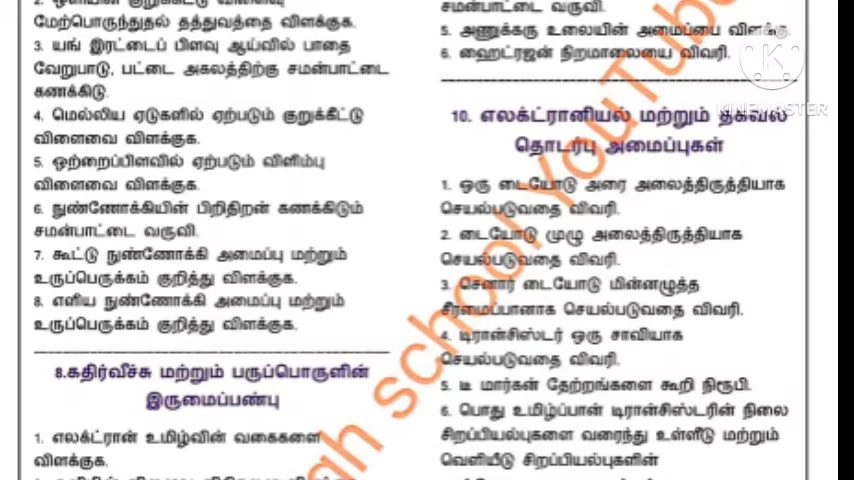 2. ஒளியின் குறுக்கீட்டு விளைவு
மேற்பொருந்துதல் தத்துவத்தை விளக்குக.
3. யங் இரட்டைப் பிளவு ஆய்வில் பாதை
வேறுபாடு, பட்டை அகலத்திற்கு சமன்பாட்டை
கணக்கிடு.
4. மெல்லிய ஏடுகளில் ஏற்படும் குறுக்கீட்டு
விளைவை விளக்குக.
5. ஒற்றைப்பிளவில் ஏற்படும் விளிம்பு
விளைவை விளக்குக.
6. நுண்ணோக்கியின் பிரிதிறன் கணக்கிடும்
சமன்பாட்டை வருவி.
7. கூட்டு நுண்ணோக்கி அமைப்பு மற்றும்
உருப்பெருக்கம் குறித்து விளக்குக.
8. எளிய நுண்ணோக்கி அமைப்பு மற்றும்
உருப்பெருக்கம் குறித்து விளக்குக.
8.கதிர்வீச்சு மற்றும் பருப்பொருளின்
இருமைப்பண்பு
1. எலக்ட்ரான் உமிழ்வின் வகைகளை
விளக்குக.
சமன்பாட்டை வருவி.
5. அணுக்கரு உலையின் அமைப்பை விளக்கு.
6. ஹைட்ரஜன் நிறமாலையை விவரி.
10. எலக்ட்ரானியல் மற்றும் தகவல்
தொடர்பு அமைப்புகள்
1. ஒரு டையோடு அரை அலைத்திருத்தியாக
செயல்படுவதை விவரி.
2. டையோடு முழு அலைத்திருத்தியாக
செயல்படுவதை விவரி.
3. செனார் டையோடு மின்னழுத்த
சீரமைப்பானாக செயல்படுவதை விவரி.
4. டிரான்சிஸ்டர் ஒரு சாவியாக
செயல்படுவதை விவரி.
5. டீ மார்கன் தேற்றங்களை கூறி நிரூபி.
6. பொது உமிழ்ப்பான் டிரான்சிஸ்டரின் நிலை
சிறப்பியல்புகளை வரைந்து உள்ளீடு மற்றும்
வெளியீடு சிறப்பியல்புகளின்
gh school YouTube
KINEMASTER